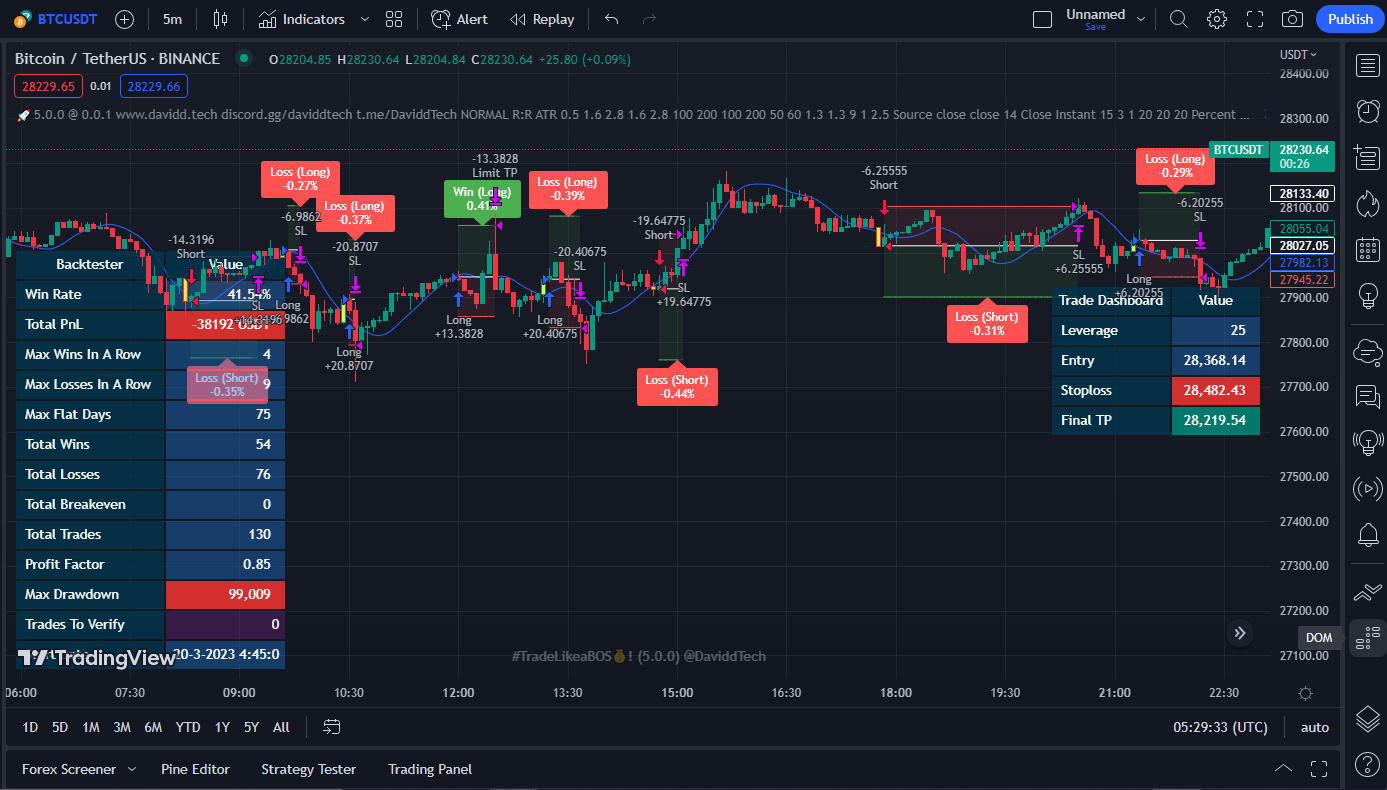 BTCUSDT 5m Indicators Alert Replay Unnamed Publish
Save
Bitcoin / TetherUS · BINANCE O28204.85 H28230.64 L28204.84 C28230.64 +25.80 (+0.09%)
28229.65 0.01 28229.66
5.0.0 @ 0.0.1 www.davidd.tech discord.gg/daviddtech t.me/DaviddTech NORMAL R:R ATR 0.5 1.6 2.8 1.6 2.8 100 200 100 200 50 60 1.3 1.3 9 1 2.5 Source close close 14 Close Instant 15 3 1 20 20 20 Percent ...
USDT
28400.00
28300.00
BTCUSDT 28230.64
00:26
28133.40
28100.00
28055.04
28027.05
27982.13
27945.22
27900.00
27800.00
27700.00
27600.00
27500.00
27400.00
27300.00
27200.00
27100.00
-14.3196
Short
SL
+14.3196
Loss (Short)
-0.35%
Loss (Long)
-0.27%
-6.9862
SL
Long
Loss (Long)
-0.37%
-20.8707
SL
Long
+20.8707
-13.3828
Limit TP
Win (Long)
0.41%
Long
+13.3828
Loss (Long)
-0.39%
-20.40675
SL
Long
+20.40675
-19.64775
Short
SL
+19.64775
Loss (Short)
-0.44%
-6.25555
Short
SL
+6.25555
Loss (Short)
-0.31%
Loss (Long)
-0.29%
-6.20255
SL
Long
+6.20255
Backtester Value
Win Rate 41.54%
Total PnL -38192 USDT
Max Wins In A Row 4
Max Losses In A Row 9
Max Flat Days 75
Total Wins 54
Total Losses 76
Total Breakeven 0
Total Trades 130
Profit Factor 0.85
Max Drawdown 99,009
Trades To Verify 0
20-3-2023 4:45:0
TradingView
Trade Dashboard Value
Leverage 25
Entry 28,368.14
Stoploss 28,482.43
Final TP 28,219.54
DOM
#TradeLikeaBOS💰! (5.0.0) @DaviddTech
06:00 07:30 09:00 10:30 12:00 13:30 15:00 16:30 18:00 19:30 21:00 22:30
1D 5D 1M 3M 6M YTD 1Y 5Y All 05:29:33 (UTC) auto
Forex Screener Pine Editor Strategy Tester Trading Panel